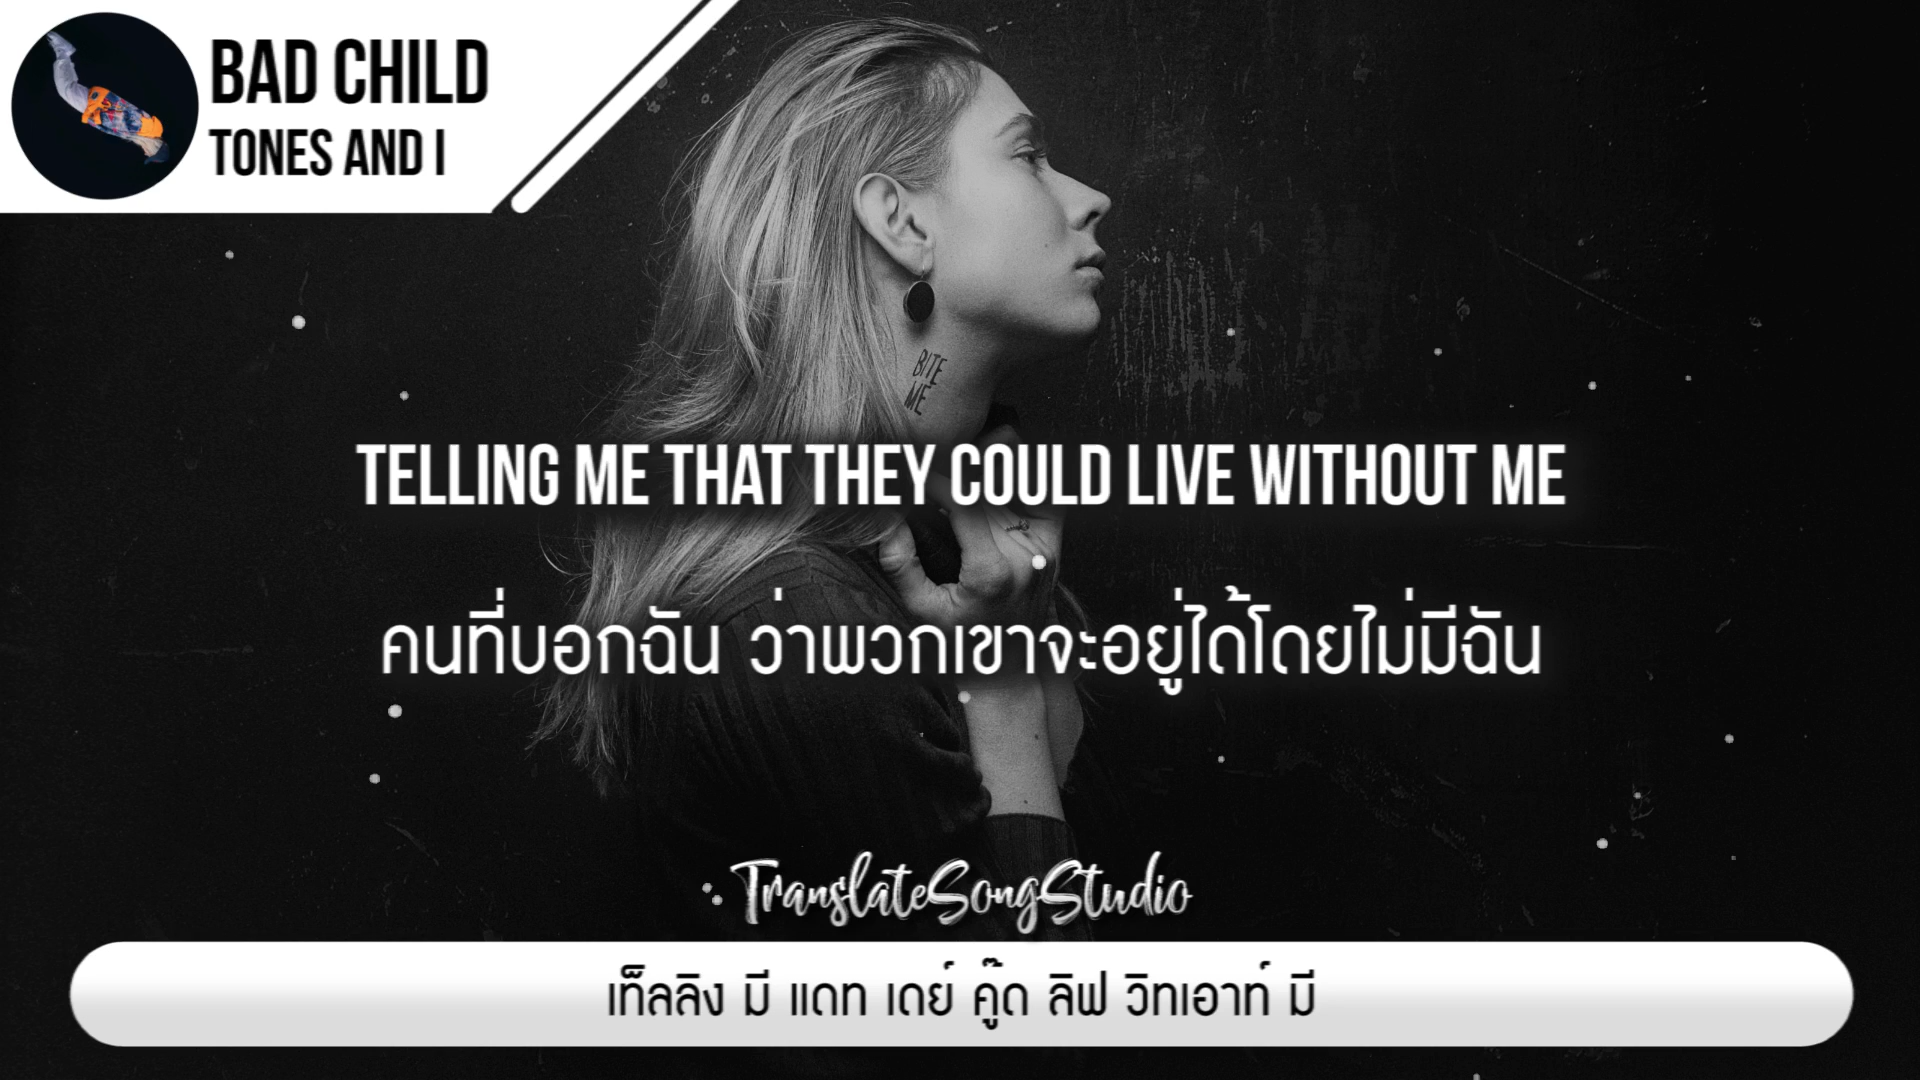 BAD CHILD
TONES AND I
BITE
ME
TELLING ME THAT THEY COULD LIVE WITHOUT ME
คนที่บอกฉัน ว่าพวกเขาจะอยู่ได้โดยไม่มีฉัน
TranslateSongStudio
เท็ลลิง มี แดท เดย์ คู๊ด ลิฟ วิทเอาท์ มี